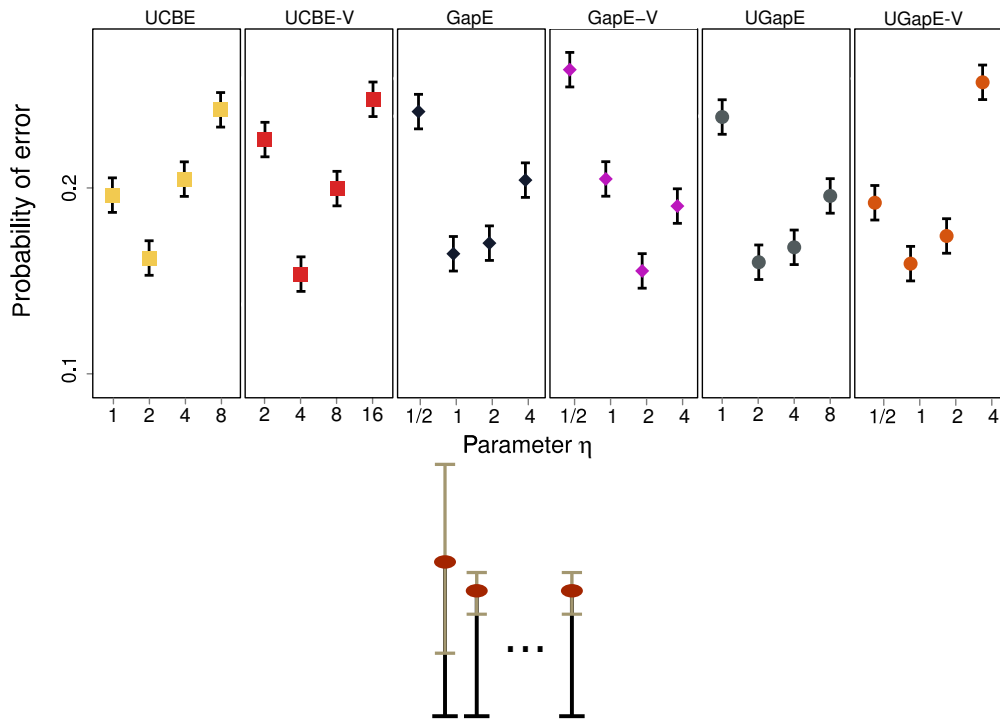 UCBE UCBE-V GapE GapE−V UGapE UGapE-V
Probability of error
0.2
0.1
1 2 4 8 2 4 8 16 1/2 1 2 4 1/2 1 2 4 1 2 4 8 1/2 1 2 4
Parameter η
...